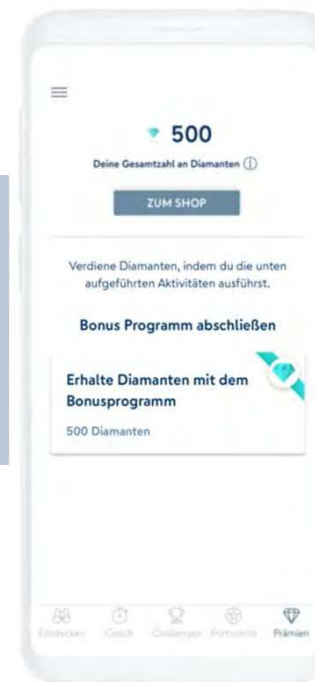 500
Deine Gesamtzahl an Diamanten ⓘ
ZUM SHOP
Verdiene Diamanten, indem du die unten
aufgeführten Aktivitäten ausführst.
Bonus Programm abschließen
Erhalte Diamanten mit dem
Bonusprogramm
500 Diamanten
Entdecken Coach Challenges Fortschritt Prämien